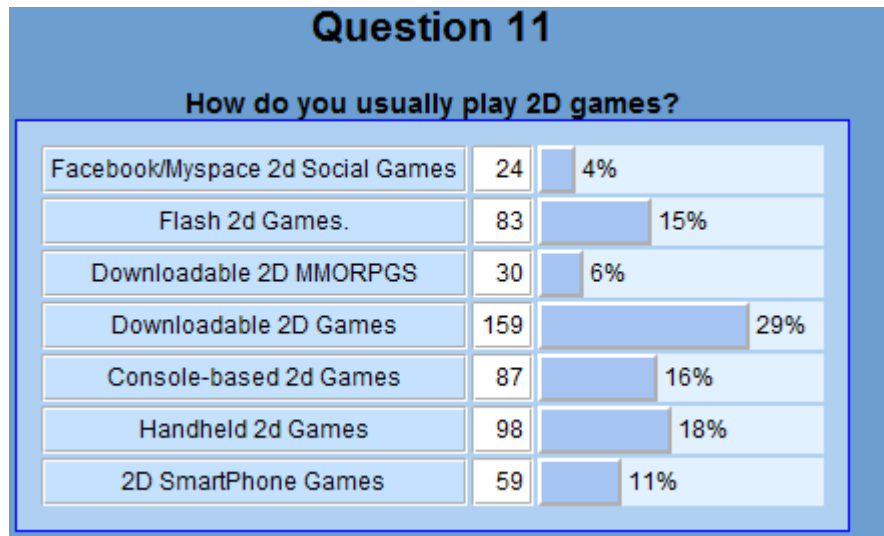 Question 11
How do you usually play 2D games?
Facebook/Myspace 2d Social Games 24 4%
Flash 2d Games. 83 15%
Downloadable 2D MMORPGS 30 6%
Downloadable 2D Games 159 29%
Console-based 2d Games 87 16%
Handheld 2d Games 98 18%
2D SmartPhone Games 59 11%